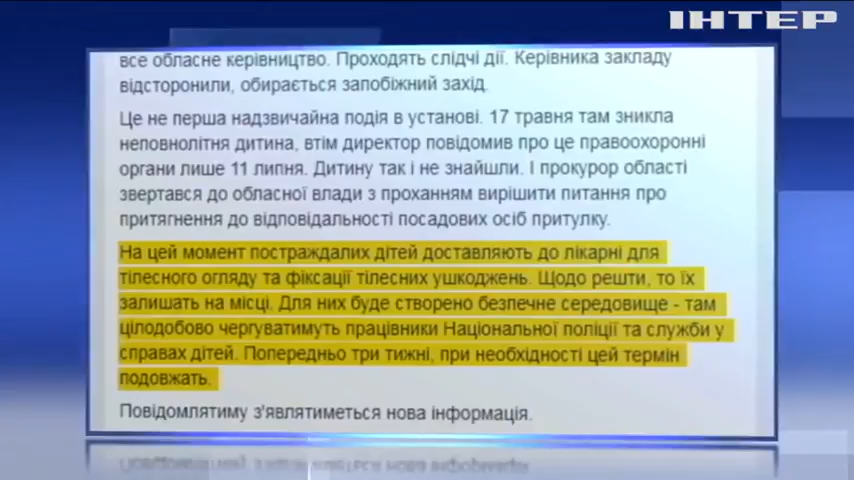 ІНТЕР
все обласне керівництво. Проходять слідчі дії. Керівника закладу
відсторонили, обирається запобіжний захід.
Це не перша надзвичайна подія в установі. 17 травня там зникла
неповнолітня дитина, втім директор повідомив про це правоохоронні
органи лише 11 липня. Дитину так і не знайшли. І прокурор області
звертався до обласної влади з проханням вирішити питання про
притягнення до відповідальності посадових осіб притулку.
На цей момент постраждалих дітей доставляють до лікарні для
тілесного огляду та фіксації тілесних ушкоджень. Щодо решти, то їх
залишать на місці. Для них буде створено безпечне середовище - там
цілодобово чергуватимуть працівники Національної поліції та служби у
справах дітей. Попередньо три тижні, при необхідності цей термін
подовжать.
Повідомлятиму з'являтиметься нова інформація.